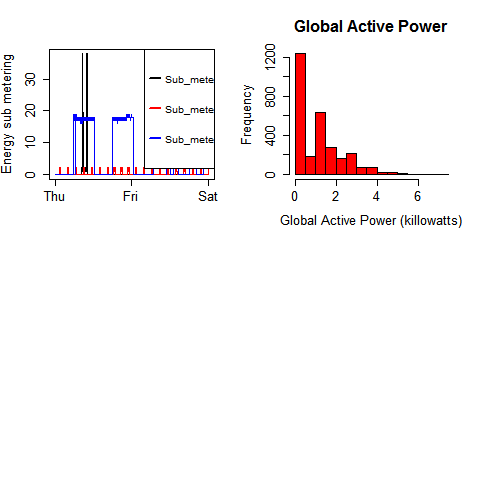 Energy sub metering
0
10
20
30
Thu
Fri
Sat
Sub_mete
Sub_mete
Sub_mete
Global Active Power
Frequency
0
400
800
1200
0
2
4
6
Global Active Power (killowatts)